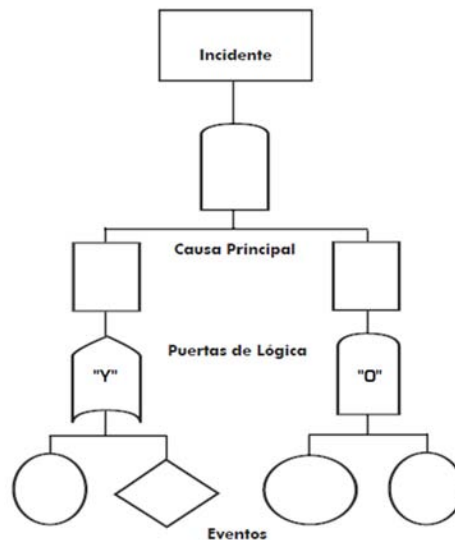 Incidente
Causa Principal
Puertas de Lógica
"Y"
"O"
Eventos